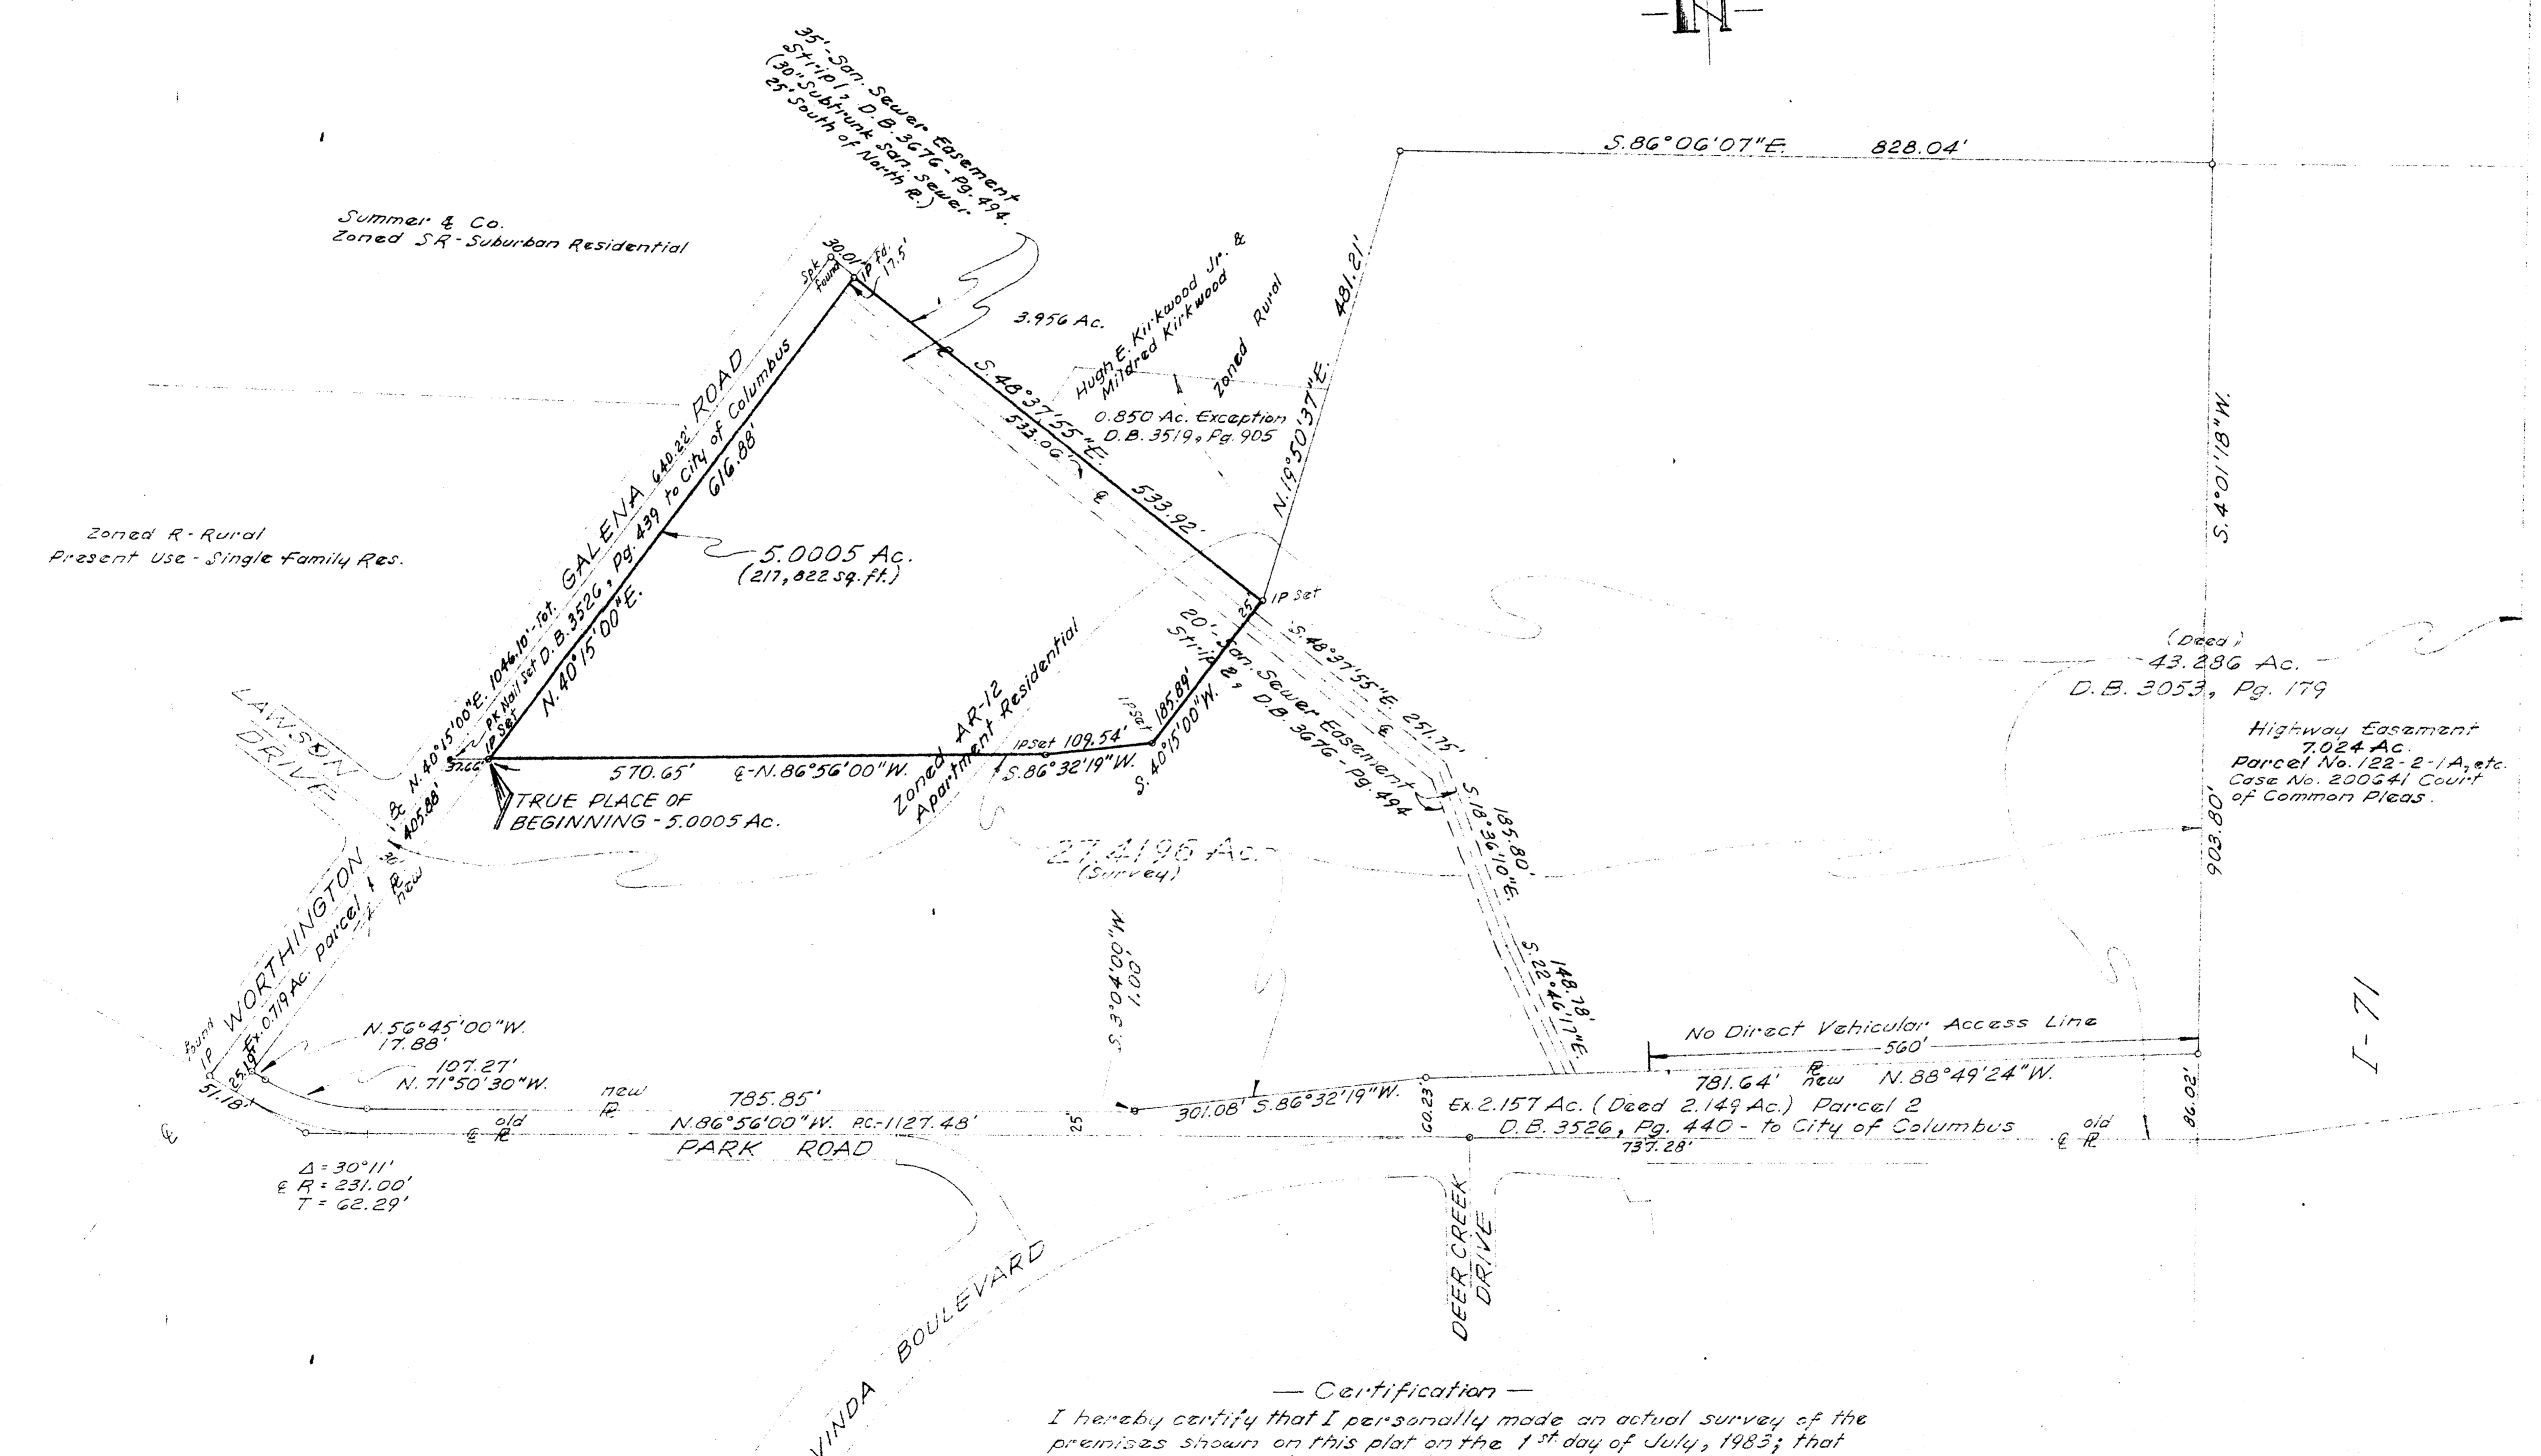 N
35'-San. Sewer Easement
Strip 1, D.B. 3676-Pg. 494.
(30" Subtrunk San. Sewer
25' South of North ⅊.)
S.86°06'07"E. 828.04'
Summer & Co.
Zoned SR-Suburban Residential
30.01'
Spk found
IP Fd.
17.5'
3.956 Ac.
Hugh E. Kirkwood Jr. &
Mildred Kirkwood
Zoned Rural
481.21'
N.19°50'37"E.
0.850 Ac. Exception
D.B. 3519, Pg. 905
S.48°37'55"E.
533.06'
533.92'
℄
S.4°01'18"W.
903.80'
GALENA ROAD
640.22' to City of Columbus
616.88'
N.40°15'00"E. 1046.10'-Tot.
PK Nail Set D.B. 3526, Pg. 439
N.40°15'00"E.
Zoned R-Rural
Present Use-Single Family Res.
5.0005 Ac.
(217,822 sq.ft.)
IP Set
25'
20'-San. Sewer Easement
Strip 2, D.B. 3676-Pg. 494
S.48°37'55"E. 251.75'
℄
185.80'
S.18°36'10"E.
148.78'
S.22°46'17"E.
(Deed)
43.286 Ac.
D.B. 3053, Pg. 179
Highway Easement
7.024 Ac.
Parcel No. 122-2-1A, etc.
Case No. 200641 Court
of Common Pleas.
LAWSON
DRIVE
IP Set
37.66'
570.65' ℄-N.86°56'00"W.
Zoned AR-12
Apartment Residential
IP Set 109.54'
S.86°32'19"W.
IP Set
185.89'
S.40°15'00"W.
TRUE PLACE OF
BEGINNING-5.0005 Ac.
& 405.88'
30'
⅊
new
27.4196 Ac.
(Survey)
WORTHINGTON
Ex. 0.719 Ac. Parcel 1
found
IP
25.19'
51.18'
N.56°45'00"W.
17.88'
107.27'
N.71°50'30"W.
new
⅊
785.85'
N.86°56'00"W. P.C.-1127.48'
old
℄ ⅊
PARK ROAD
℄
Δ = 30°11'
℄ R = 231.00'
T = 62.29'
S.3°04'00"W.
1.00'
25'
301.08' S.86°32'19"W.
60.23'
No Direct Vehicular Access Line
560'
781.64' ⅊ new N.88°49'24"W.
Ex. 2.157 Ac. (Deed 2.149 Ac.) Parcel 2
D.B. 3526, Pg. 440-to City of Columbus
737.28'
old
℄ ⅊
86.02'
I-71
DEER CREEK
DRIVE
VINDA BOULEVARD
— Certification —
I hereby certify that I personally made an actual survey of the
premises shown on this plat on the 1st. day of July, 1983; that